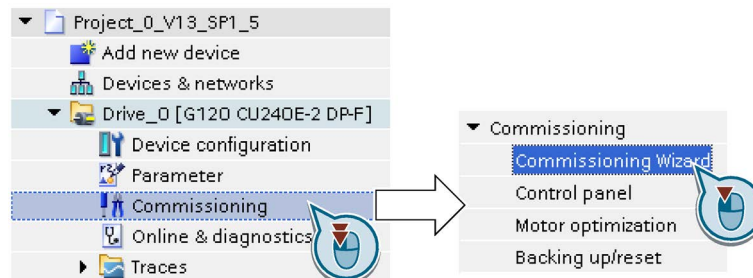 Project_0_V13_SP1_5
Add new device
Devices & networks
Drive_0 [G120 CU240E-2 DP-F]
Device configuration
Parameter
Commissioning
Online & diagnostics
Traces
Commissioning
Commissioning Wizard
Control panel
Motor optimization
Backing up/reset